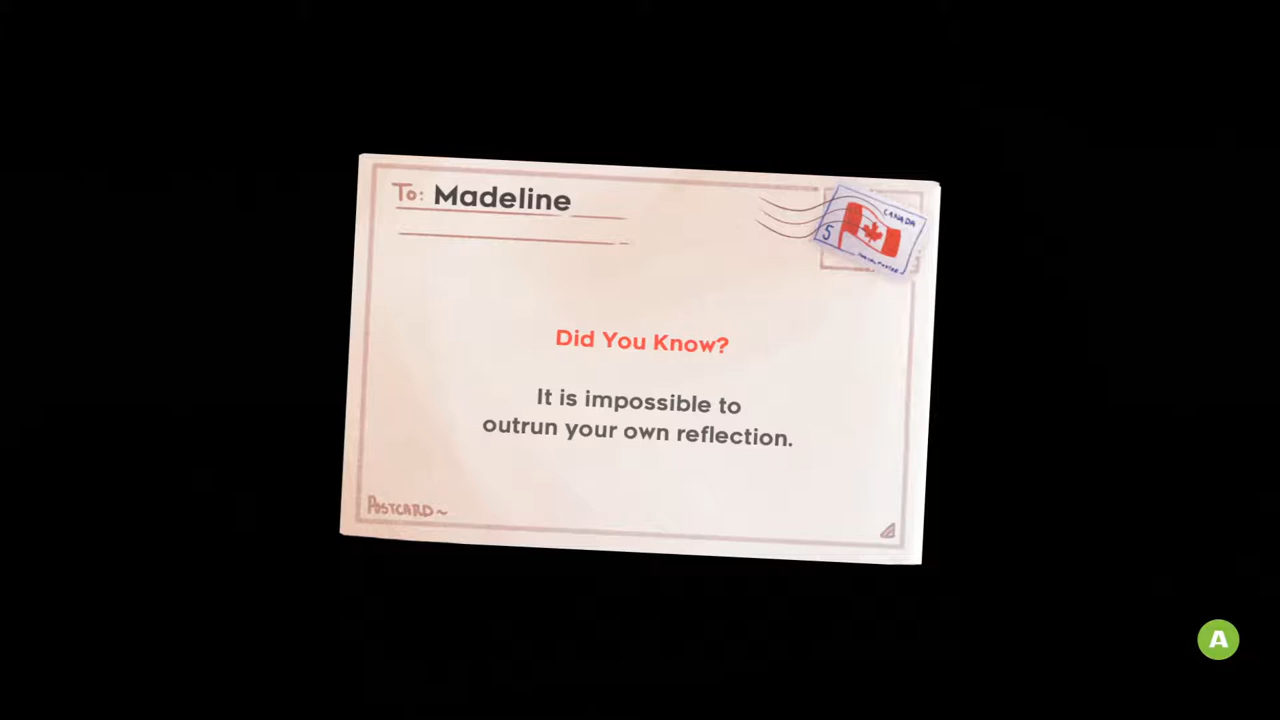 To: Madeline
CANADA
5
Did You Know?
It is impossible to
outrun your own reflection.
POSTCARD~
A